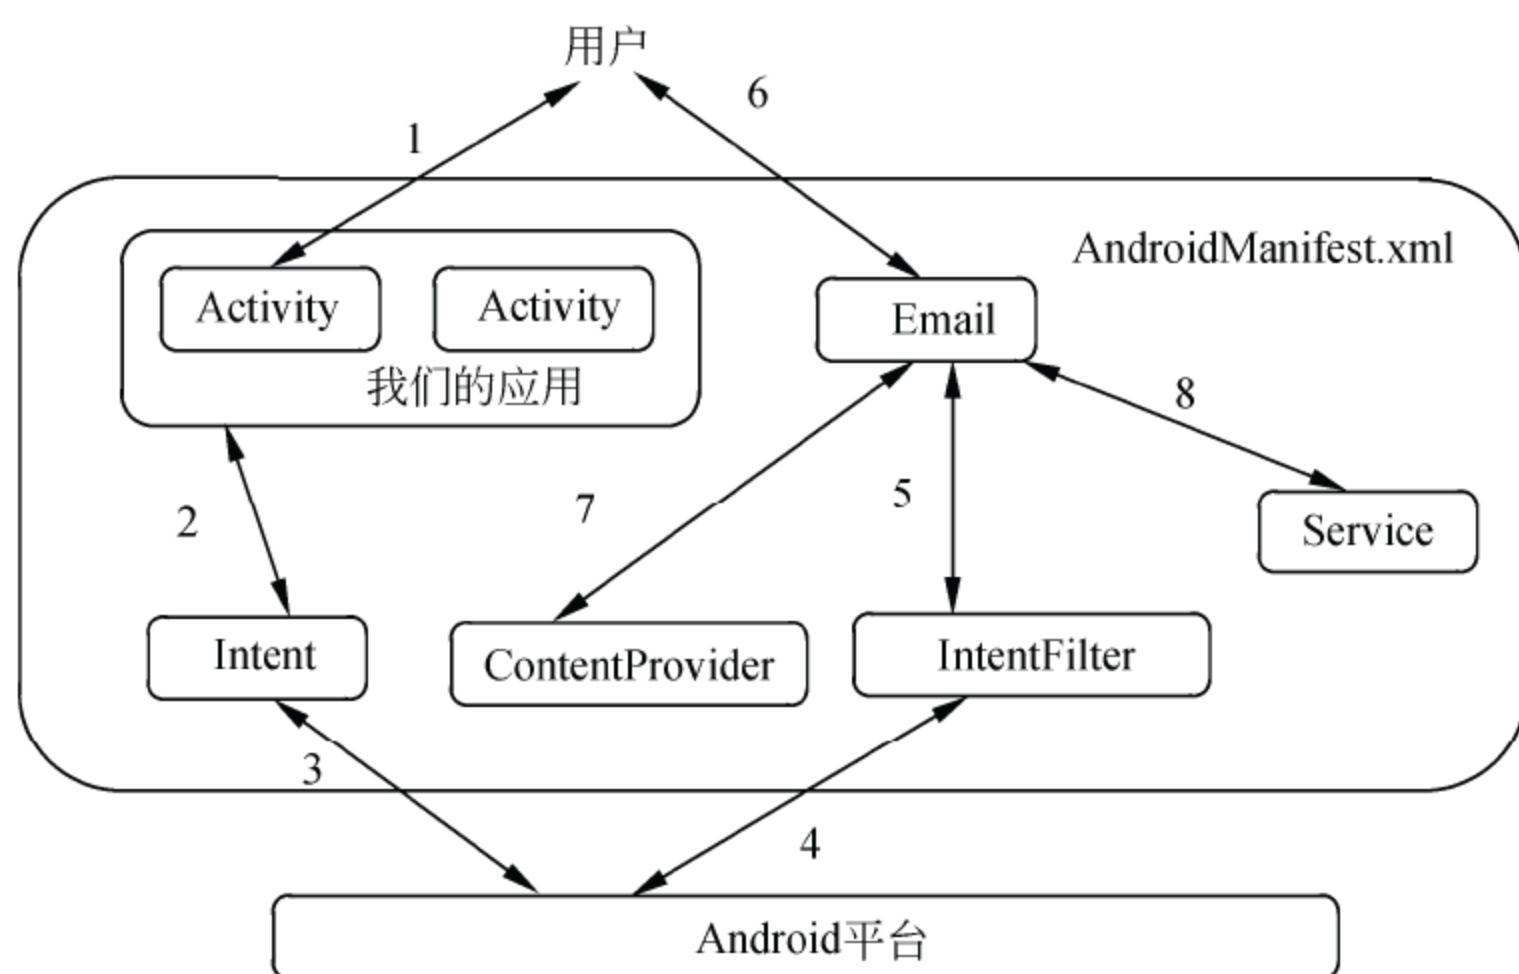 用户
6
1
AndroidManifest.xml
Activity
Activity
Email
我们的应用
8
7
5
2
Service
Intent
ContentProvider
IntentFilter
3
4
Android平台